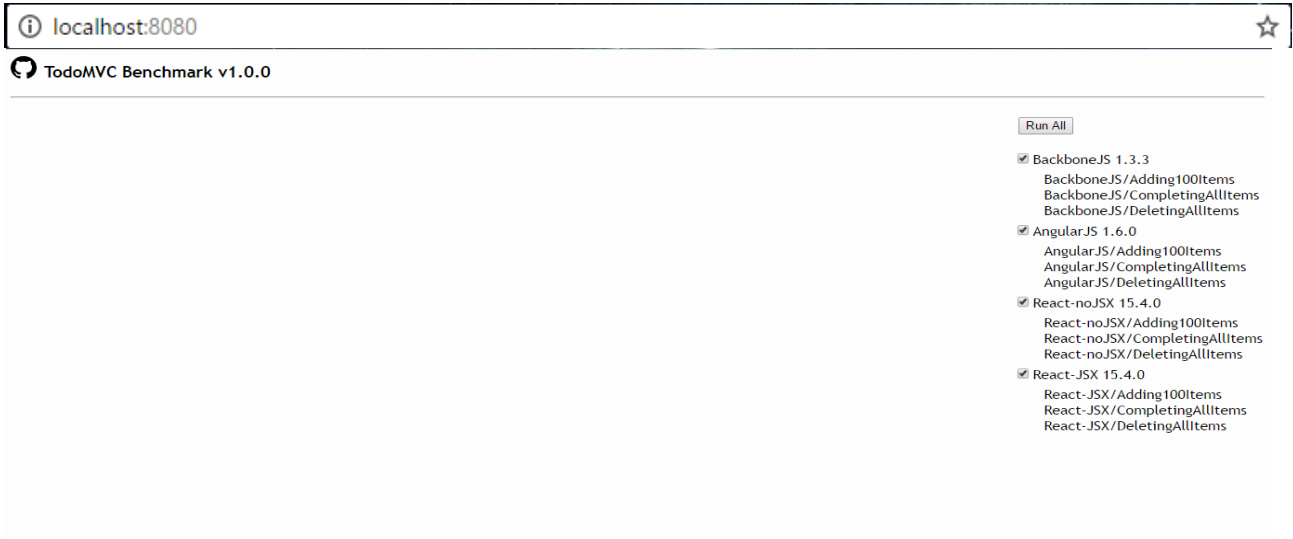 localhost:8080
TodoMVC Benchmark v1.0.0
Run All
BackboneJS 1.3.3
BackboneJS/Adding100Items
BackboneJS/CompletingAllItems
BackboneJS/DeletingAllItems
AngularJS 1.6.0
AngularJS/Adding100Items
AngularJS/CompletingAllItems
AngularJS/DeletingAllItems
React-noJSX 15.4.0
React-noJSX/Adding100Items
React-noJSX/CompletingAllItems
React-noJSX/DeletingAllItems
React-JSX 15.4.0
React-JSX/Adding100Items
React-JSX/CompletingAllItems
React-JSX/DeletingAllItems